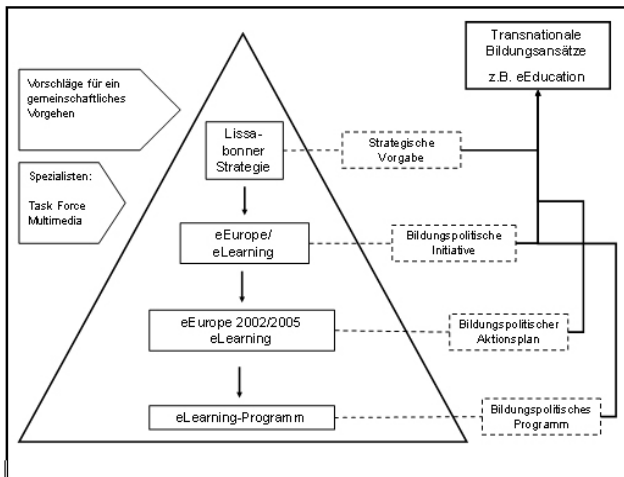 Transnationale
Bildungsansätze
z.B. eEducation
Vorschläge für ein
gemeinschaftliches
Vorgehen
Spezialisten:
Task Force
Multimedia
Lissa-
bonner
Strategie
Strategische
Vorgabe
eEurope/
eLearning
Bildungspolitische
Initiative
eEurope 2002/2005
eLearning
Bildungspolitischer
Aktionsplan
eLearning-Programm
Bildungspolitisches
Programm